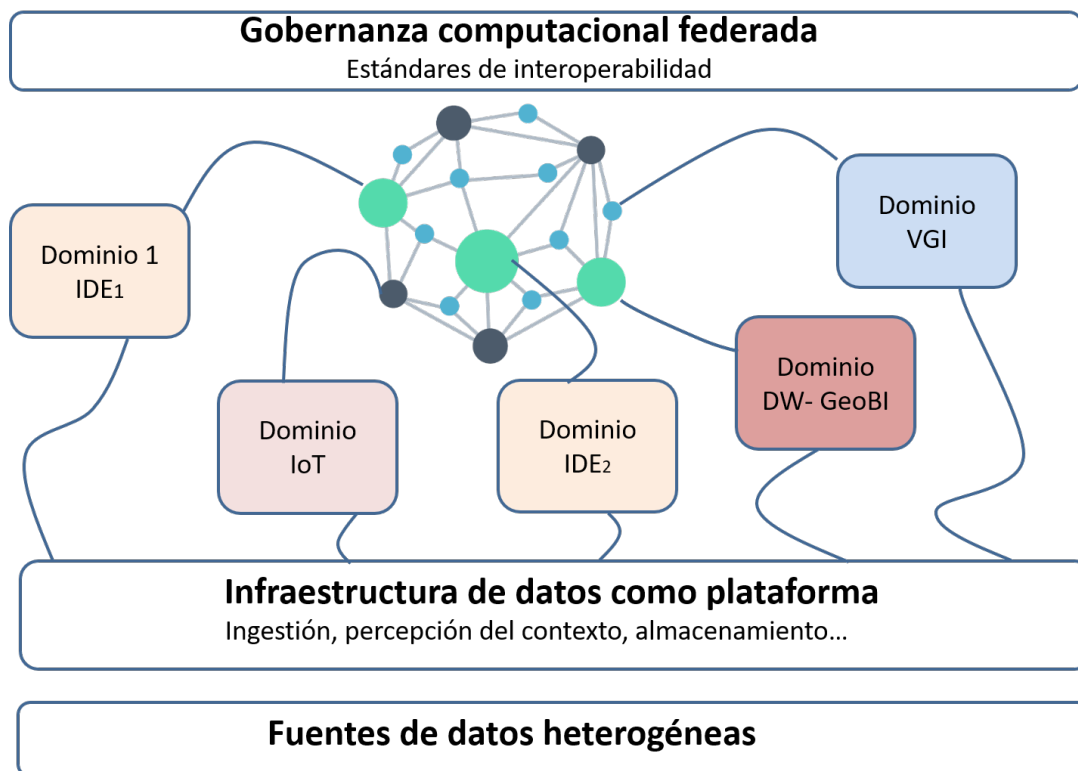 Gobernanza computacional federada
Estándares de interoperabilidad
Dominio 1
IDE1
Dominio
VGI
Dominio
IoT
Dominio
IDE2
Dominio
DW- GeoBI
Infraestructura de datos como plataforma
Ingestión, percepción del contexto, almacenamiento...
Fuentes de datos heterogéneas